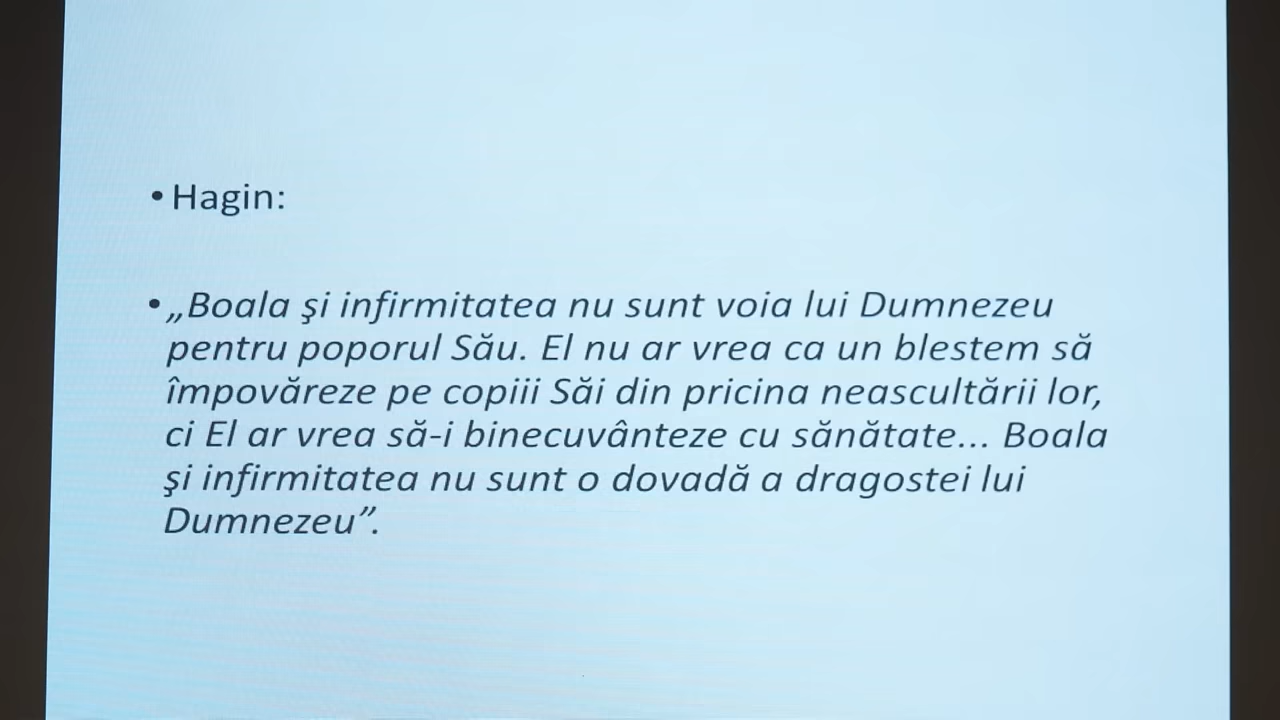 • Hagin:
• „Boala şi infirmitatea nu sunt voia lui Dumnezeu
pentru poporul Său. El nu ar vrea ca un blestem să
împovăreze pe copiii Săi din pricina neascultării lor,
ci El ar vrea să-i binecuvânteze cu sănătate... Boala
şi infirmitatea nu sunt o dovadă a dragostei lui
Dumnezeu”.